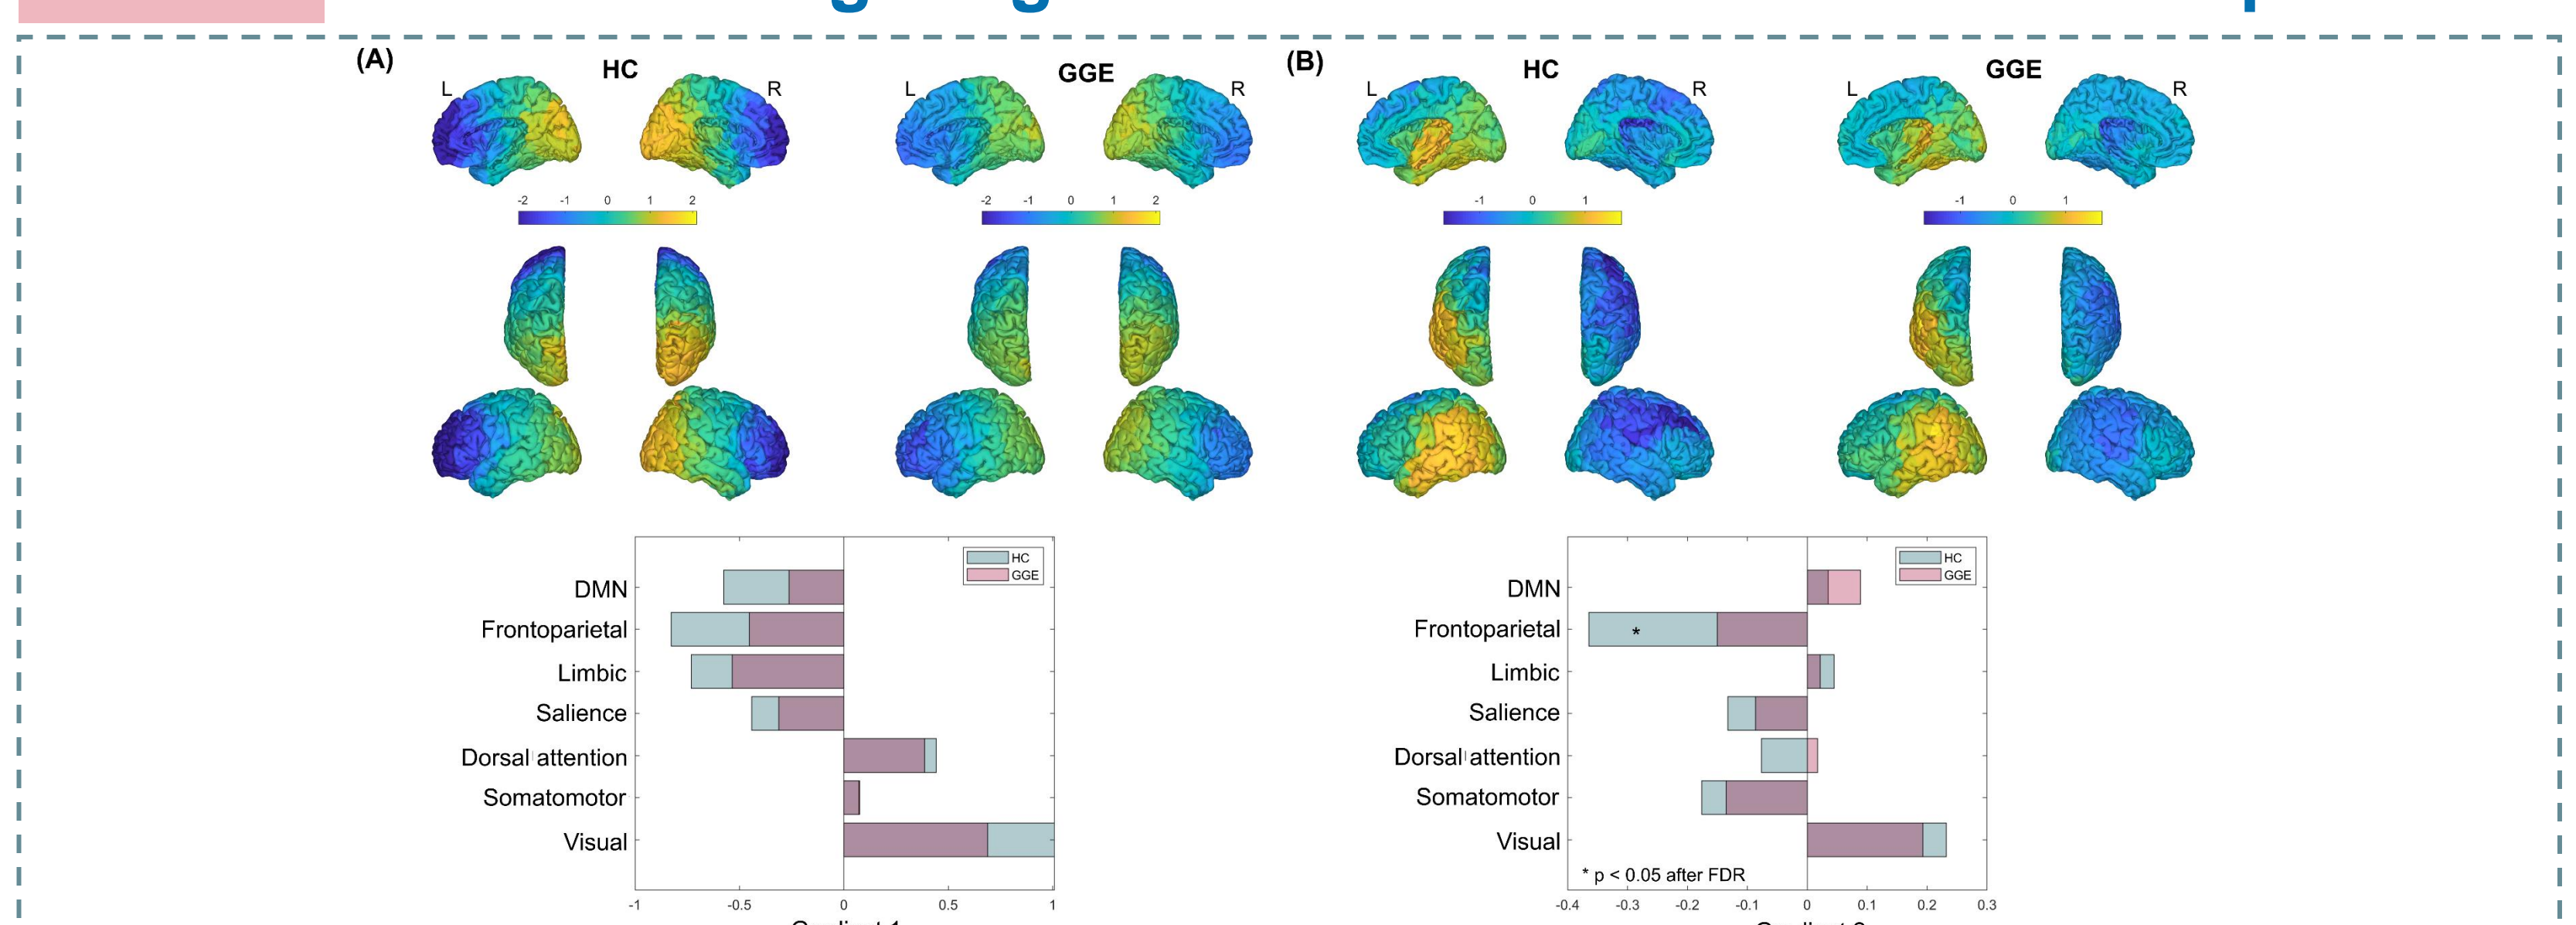 (A)
HC
GGE
L
R
L
R
-2 -1 0 1 2
-2 -1 0 1 2
HC
GGE
DMN
Frontoparietal
Limbic
Salience
Dorsal attention
Somatomotor
Visual
-1 -0.5 0 0.5 1
(B)
HC
GGE
L
R
L
R
-1 0 1
-1 0 1
HC
GGE
DMN
Frontoparietal
*
Limbic
Salience
Dorsal attention
Somatomotor
Visual
* p < 0.05 after FDR
-0.4 -0.3 -0.2 -0.1 0 0.1 0.2 0.3